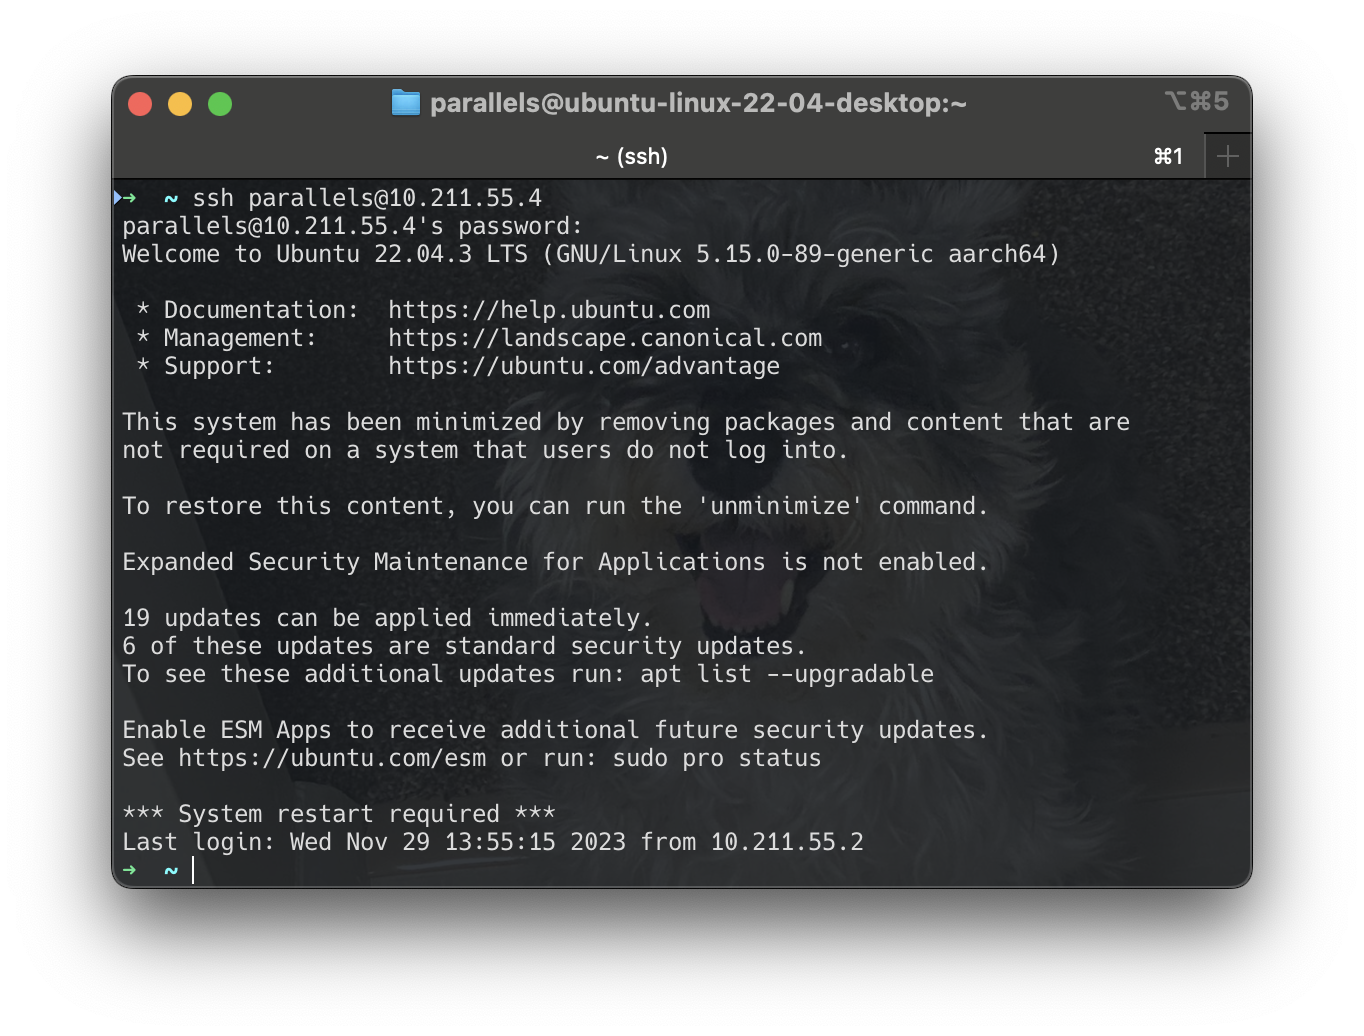 parallels@ubuntu-linux-22-04-desktop:~
⌥⌘5
~ (ssh)
⌘1
➜ ~ ssh parallels@10.211.55.4
parallels@10.211.55.4's password:
Welcome to Ubuntu 22.04.3 LTS (GNU/Linux 5.15.0-89-generic aarch64)
* Documentation: https://help.ubuntu.com
* Management: https://landscape.canonical.com
* Support: https://ubuntu.com/advantage
This system has been minimized by removing packages and content that are
not required on a system that users do not log into.
To restore this content, you can run the 'unminimize' command.
Expanded Security Maintenance for Applications is not enabled.
19 updates can be applied immediately.
6 of these updates are standard security updates.
To see these additional updates run: apt list --upgradable
Enable ESM Apps to receive additional future security updates.
See https://ubuntu.com/esm or run: sudo pro status
*** System restart required ***
Last login: Wed Nov 29 13:55:15 2023 from 10.211.55.2
➜ ~